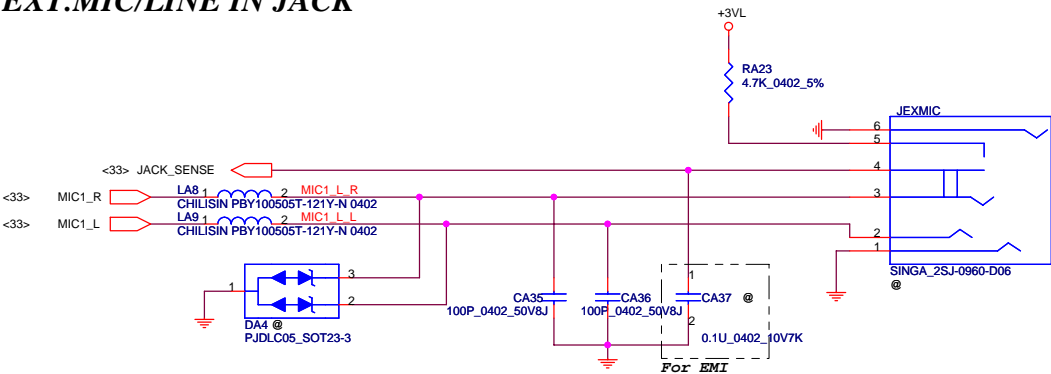 EXT.MIC/LINE IN JACK
+3VL
RA23
4.7K_0402_5%
JEXMIC
6
5
<33> JACK_SENSE
4
<33> MIC1_R
LA8 1 2 MIC1_L_R
3
CHILISIN PBY100505T-121Y-N 0402
<33> MIC1_L
LA9 1 2 MIC1_L_L
CHILISIN PBY100505T-121Y-N 0402
2
1
SINGA_2SJ-0960-D06
@
1
3
2
DA4 @
PJDLC05_SOT23-3
CA35
100P_0402_50V8J
CA36
100P_0402_50V8J
1
CA37 @
2
0.1U_0402_10V7K
For EMI